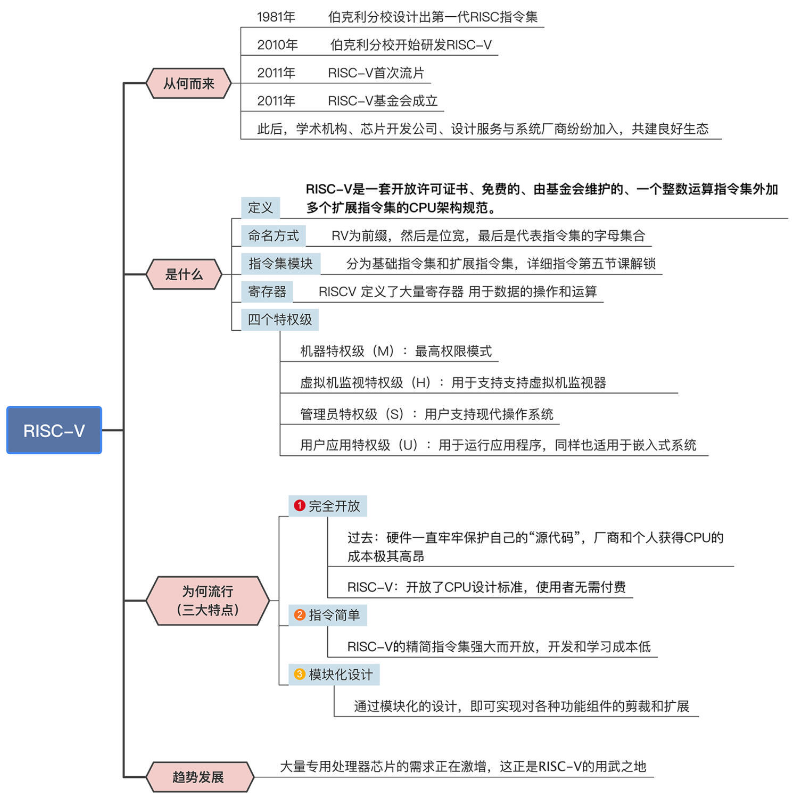 1981年 伯克利分校设计出第一代RISC指令集
2010年 伯克利分校开始研发RISC-V
2011年 RISC-V首次流片
2011年 RISC-V基金会成立
此后，学术机构、芯片开发公司、设计服务与系统厂商纷纷加入，共建良好生态
从何而来
RISC-V是一套开放许可证书、免费的、由基金会维护的、一个整数运算指令集外加
多个扩展指令集的CPU架构规范。
定义
命名方式 RV为前缀，然后是位宽，最后是代表指令集的字母集合
指令集模块 分为基础指令集和扩展指令集，详细指令第五节课解锁
是什么
寄存器 RISCV 定义了大量寄存器 用于数据的操作和运算
四个特权级
机器特权级（M）：最高权限模式
虚拟机监视特权级（H）：用于支持支持虚拟机监视器
管理员特权级（S）：用户支持现代操作系统
用户应用特权级（U）：用于运行应用程序，同样也适用于嵌入式系统
RISC-V
1 完全开放
过去：硬件一直牢牢保护自己的“源代码”，厂商和个人获得CPU的
成本极其高昂
RISC-V：开放了CPU设计标准，使用者无需付费
为何流行
（三大特点）
2 指令简单
RISC-V的精简指令集强大而开放，开发和学习成本低
3 模块化设计
通过模块化的设计，即可实现对各种功能组件的剪裁和扩展
趋势发展
大量专用处理器芯片的需求正在激增，这正是RISC-V的用武之地